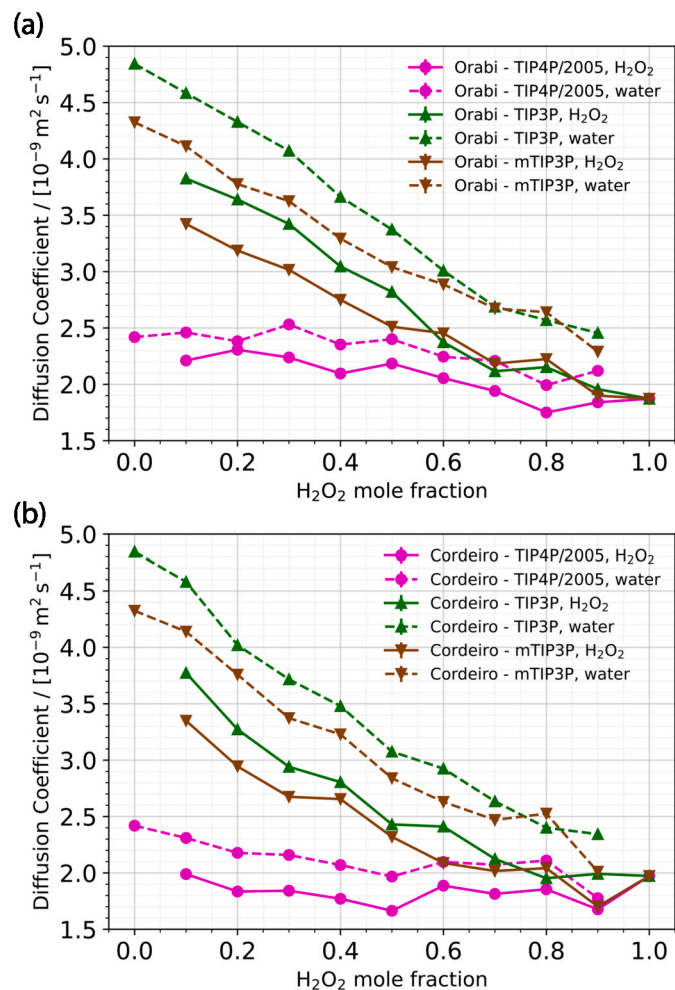 (a)
5.0
4.5
4.0
3.5
3.0
2.5
2.0
1.5
Diffusion Coefficient / [10⁻⁹ m² s⁻¹]
Orabi - TIP4P/2005, H₂O₂
Orabi - TIP4P/2005, water
Orabi - TIP3P, H₂O₂
Orabi - TIP3P, water
Orabi - mTIP3P, H₂O₂
Orabi - mTIP3P, water
0.0 0.2 0.4 0.6 0.8 1.0
H₂O₂ mole fraction
(b)
5.0
4.5
4.0
3.5
3.0
2.5
2.0
1.5
Diffusion Coefficient / [10⁻⁹ m² s⁻¹]
Cordeiro - TIP4P/2005, H₂O₂
Cordeiro - TIP4P/2005, water
Cordeiro - TIP3P, H₂O₂
Cordeiro - TIP3P, water
Cordeiro - mTIP3P, H₂O₂
Cordeiro - mTIP3P, water
0.0 0.2 0.4 0.6 0.8 1.0
H₂O₂ mole fraction